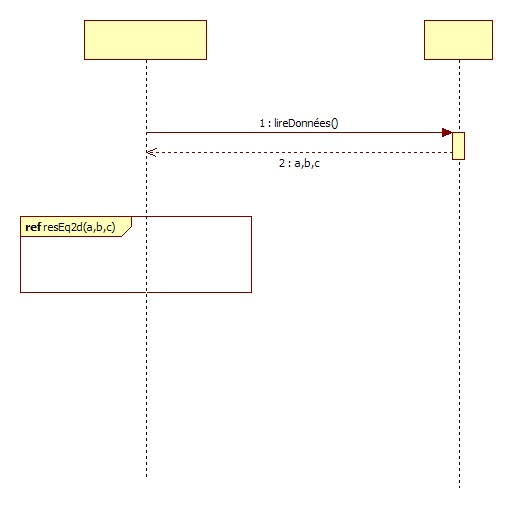 1 : lireDonnées()
2 : a,b,c
ref resEq2d(a,b,c)